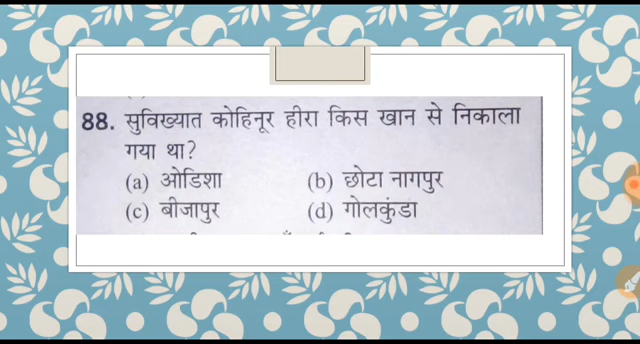 88. सुविख्यात कोहिनूर हीरा किस खान से निकाला
गया था?
(a) ओडिशा (b) छोटा नागपुर
(c) बीजापुर (d) गोलकुंडा